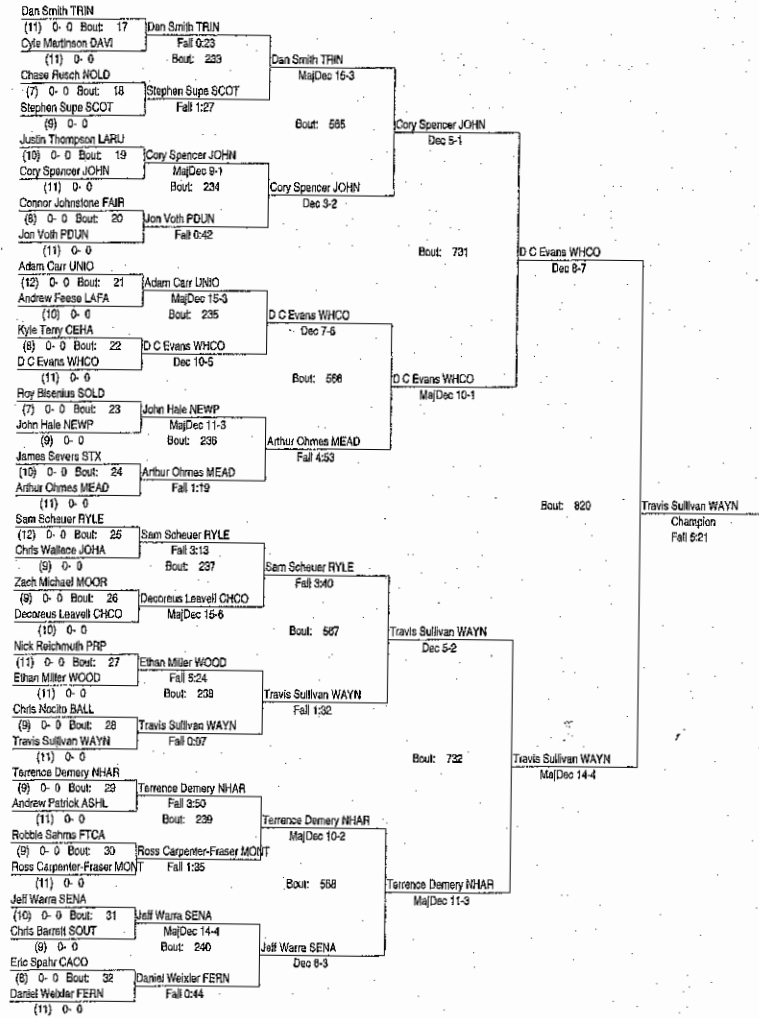 Dan Smith TRIN
(11) 0- 0 Bout: 17
Cyle Martinson DAVI
(11) 0- 0
Chase Rusch NOLD
(7) 0- 0 Bout: 18
Stephen Supe SCOT
(9) 0- 0
Justin Thompson LARU
(10) 0- 0 Bout: 19
Cory Spencer JOHN
(11) 0- 0
Connor Johnstone FAIR
(8) 0- 0 Bout: 20
Jon Voth PDUN
(11) 0- 0
Adam Carr UNIO
(12) 0- 0 Bout: 21
Andrew Feese LAFA
(10) 0- 0
Kyle Terry CEHA
(8) 0- 0 Bout: 22
D C Evans WHCO
(11) 0- 0
Roy Bisenius SOLD
(7) 0- 0 Bout: 23
John Hale NEWP
(9) 0- 0
James Severs STX
(10) 0- 0 Bout: 24
Arthur Ohmes MEAD
(11) 0- 0
Sam Scheuer RYLE
(12) 0- 0 Bout: 25
Chris Wallace JOHA
(9) 0- 0
Zach Michael MOOR
(9) 0- 0 Bout: 26
Decoreus Leavell CHCO
(10) 0- 0
Nick Reichmuth PRP
(11) 0- 0 Bout: 27
Ethan Miller WOOD
(11) 0- 0
Chris Nocito BALL
(9) 0- 0 Bout: 28
Travis Sullivan WAYN
(11) 0- 0
Terrence Demery NHAR
(9) 0- 0 Bout: 29
Andrew Patrick ASHL
(11) 0- 0
Robbie Sahms FTCA
(9) 0- 0 Bout: 30
Ross Carpenter-Fraser MONT
(11) 0- 0
Jeff Warra SENA
(10) 0- 0 Bout: 31
Chris Barrett SOUT
(9) 0- 0
Eric Spahr CACO
(8) 0- 0 Bout: 32
Daniel Weixler FERN
(11) 0- 0
Dan Smith TRIN
Fall 0:23
Bout: 233
Stephen Supe SCOT
Fall 1:27
Cory Spencer JOHN
MajDec 9-1
Bout: 234
Jon Voth PDUN
Fall 0:42
Adam Carr UNIO
MajDec 15-3
Bout: 235
D C Evans WHCO
Dec 10-5
John Hale NEWP
MajDec 11-3
Bout: 236
Arthur Ohmes MEAD
Fall 1:19
Sam Scheuer RYLE
Fall 3:13
Bout: 237
Decoreus Leavell CHCO
MajDec 15-6
Ethan Miller WOOD
Fall 5:24
Bout: 238
Travis Sullivan WAYN
Fall 0:97
Terrence Demery NHAR
Fall 3:50
Bout: 239
Ross Carpenter-Fraser MONT
Fall 1:35
Jeff Warra SENA
MajDec 14-4
Bout: 240
Daniel Weixler FERN
Fall 0:44
Dan Smith TRIN
MajDec 15-3
Bout: 565
Cory Spencer JOHN
Dec 3-2
D C Evans WHCO
Dec 7-6
Bout: 566
Arthur Ohmes MEAD
Fall 4:53
Sam Scheuer RYLE
Fall 3:40
Bout: 567
Travis Sullivan WAYN
Fall 1:32
Terrence Demery NHAR
MajDec 10-2
Bout: 568
Jeff Warra SENA
Dec 8-3
Cory Spencer JOHN
Dec 5-1
Bout: 731
D C Evans WHCO
MajDec 10-1
Travis Sullivan WAYN
Dec 5-2
Bout: 732
Terrence Demery NHAR
MajDec 11-3
D C Evans WHCO
Dec 8-7
Bout: 820
Travis Sullivan WAYN
MajDec 14-4
Travis Sullivan WAYN
Champion
Fall 5:21